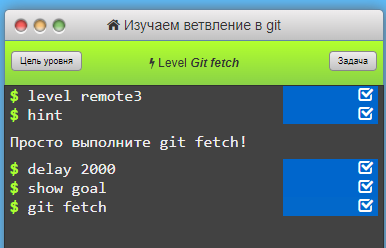 Изучаем ветвление в git
Цель уровня
Level Git fetch
Задача
$ level remote3
$ hint
Просто выполните git fetch!
$ delay 2000
$ show goal
$ git fetch